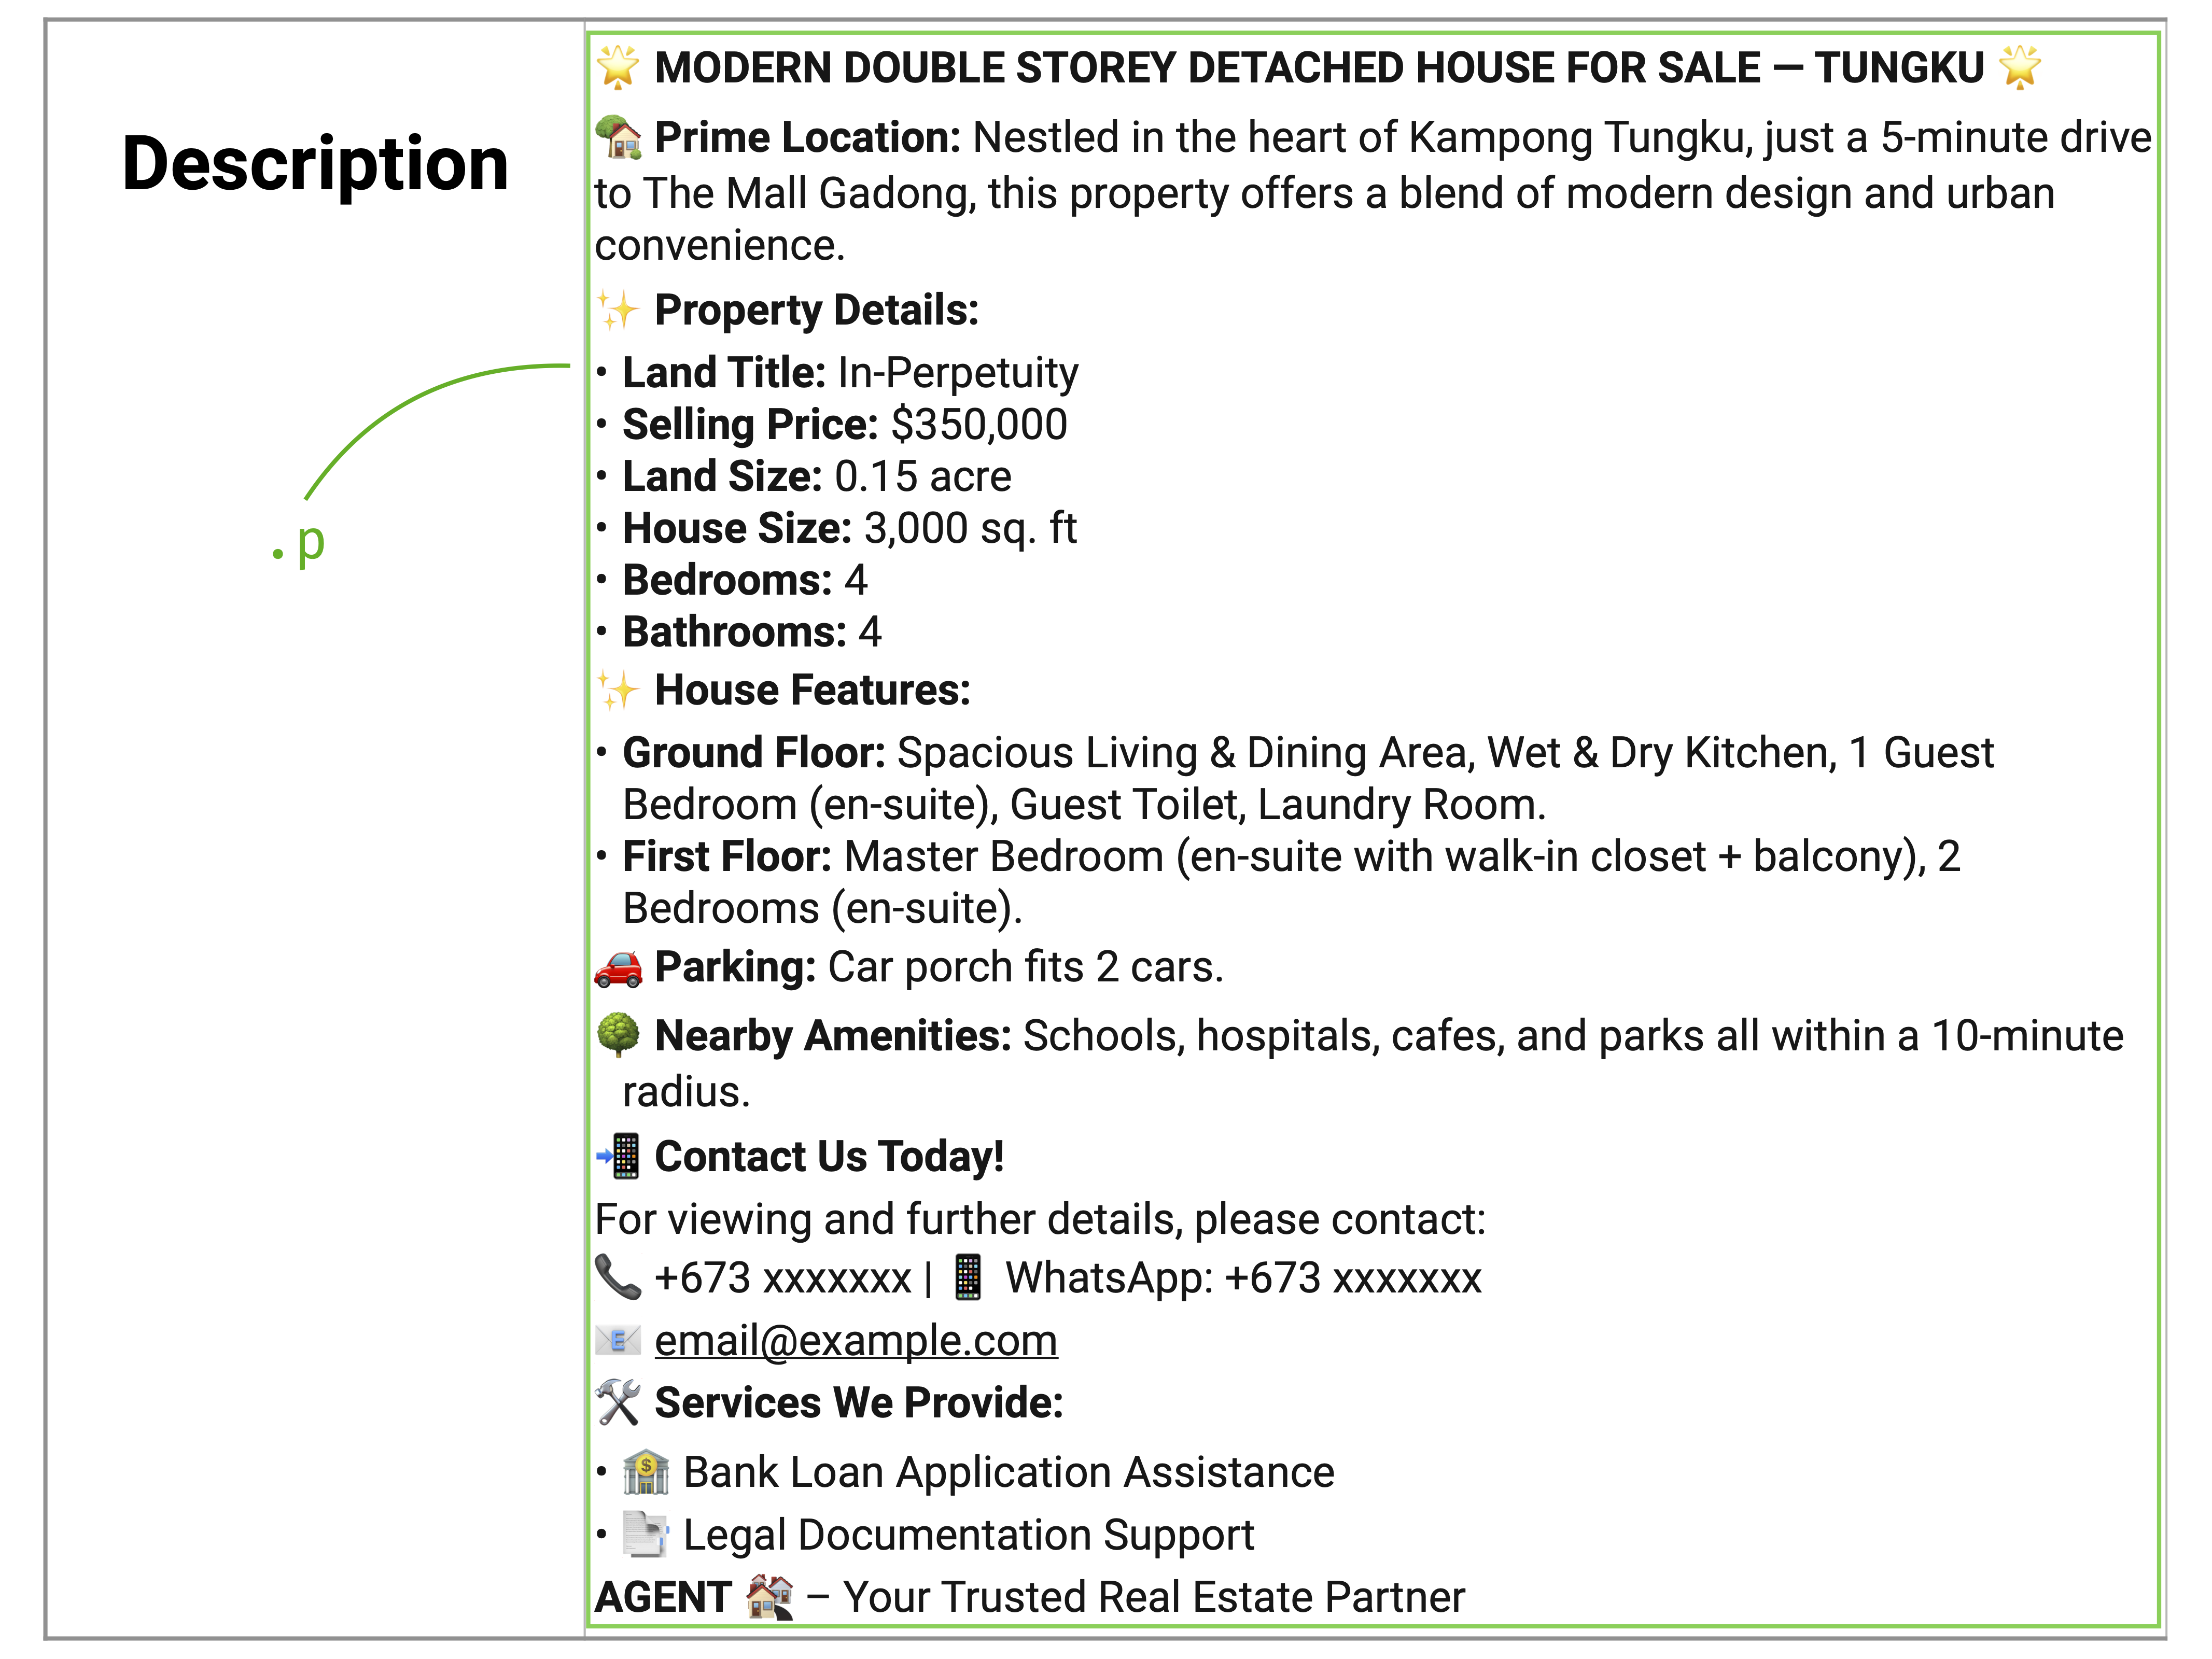 Description
.p
🌟 MODERN DOUBLE STOREY DETACHED HOUSE FOR SALE — TUNGKU 🌟
🏡 Prime Location: Nestled in the heart of Kampong Tungku, just a 5-minute drive
to The Mall Gadong, this property offers a blend of modern design and urban
convenience.
✨ Property Details:
• Land Title: In-Perpetuity
• Selling Price: $350,000
• Land Size: 0.15 acre
• House Size: 3,000 sq. ft
• Bedrooms: 4
• Bathrooms: 4
✨ House Features:
• Ground Floor: Spacious Living & Dining Area, Wet & Dry Kitchen, 1 Guest
Bedroom (en-suite), Guest Toilet, Laundry Room.
• First Floor: Master Bedroom (en-suite with walk-in closet + balcony), 2
Bedrooms (en-suite).
🚗 Parking: Car porch fits 2 cars.
🌳 Nearby Amenities: Schools, hospitals, cafes, and parks all within a 10-minute
radius.
📲 Contact Us Today!
For viewing and further details, please contact:
📞 +673 xxxxxxx | 📱 WhatsApp: +673 xxxxxxx
📧 email@example.com
🛠️ Services We Provide:
• 🏦 Bank Loan Application Assistance
• 📑 Legal Documentation Support
AGENT 🏘️ – Your Trusted Real Estate Partner